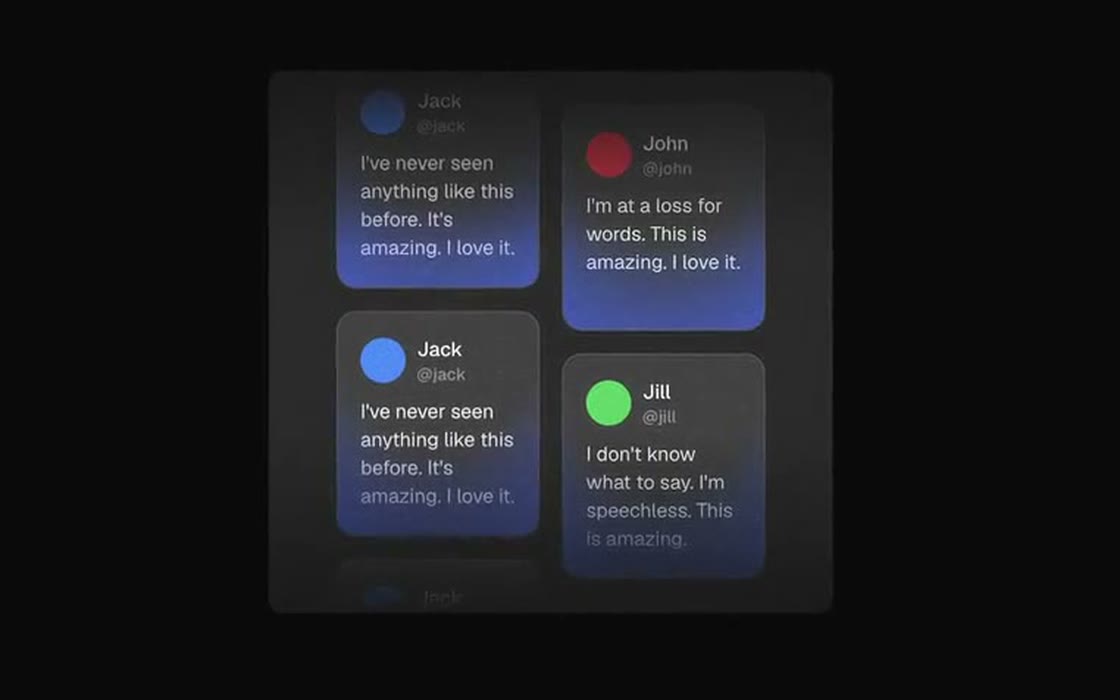 Jack
@jack
I've never seen
anything like this
before. It's
amazing. I love it.
John
@john
I'm at a loss for
words. This is
amazing. I love it.
Jack
@jack
I've never seen
anything like this
before. It's
amazing. I love it.
Jill
@jill
I don't know
what to say. I'm
speechless. This
is amazing.
Jack